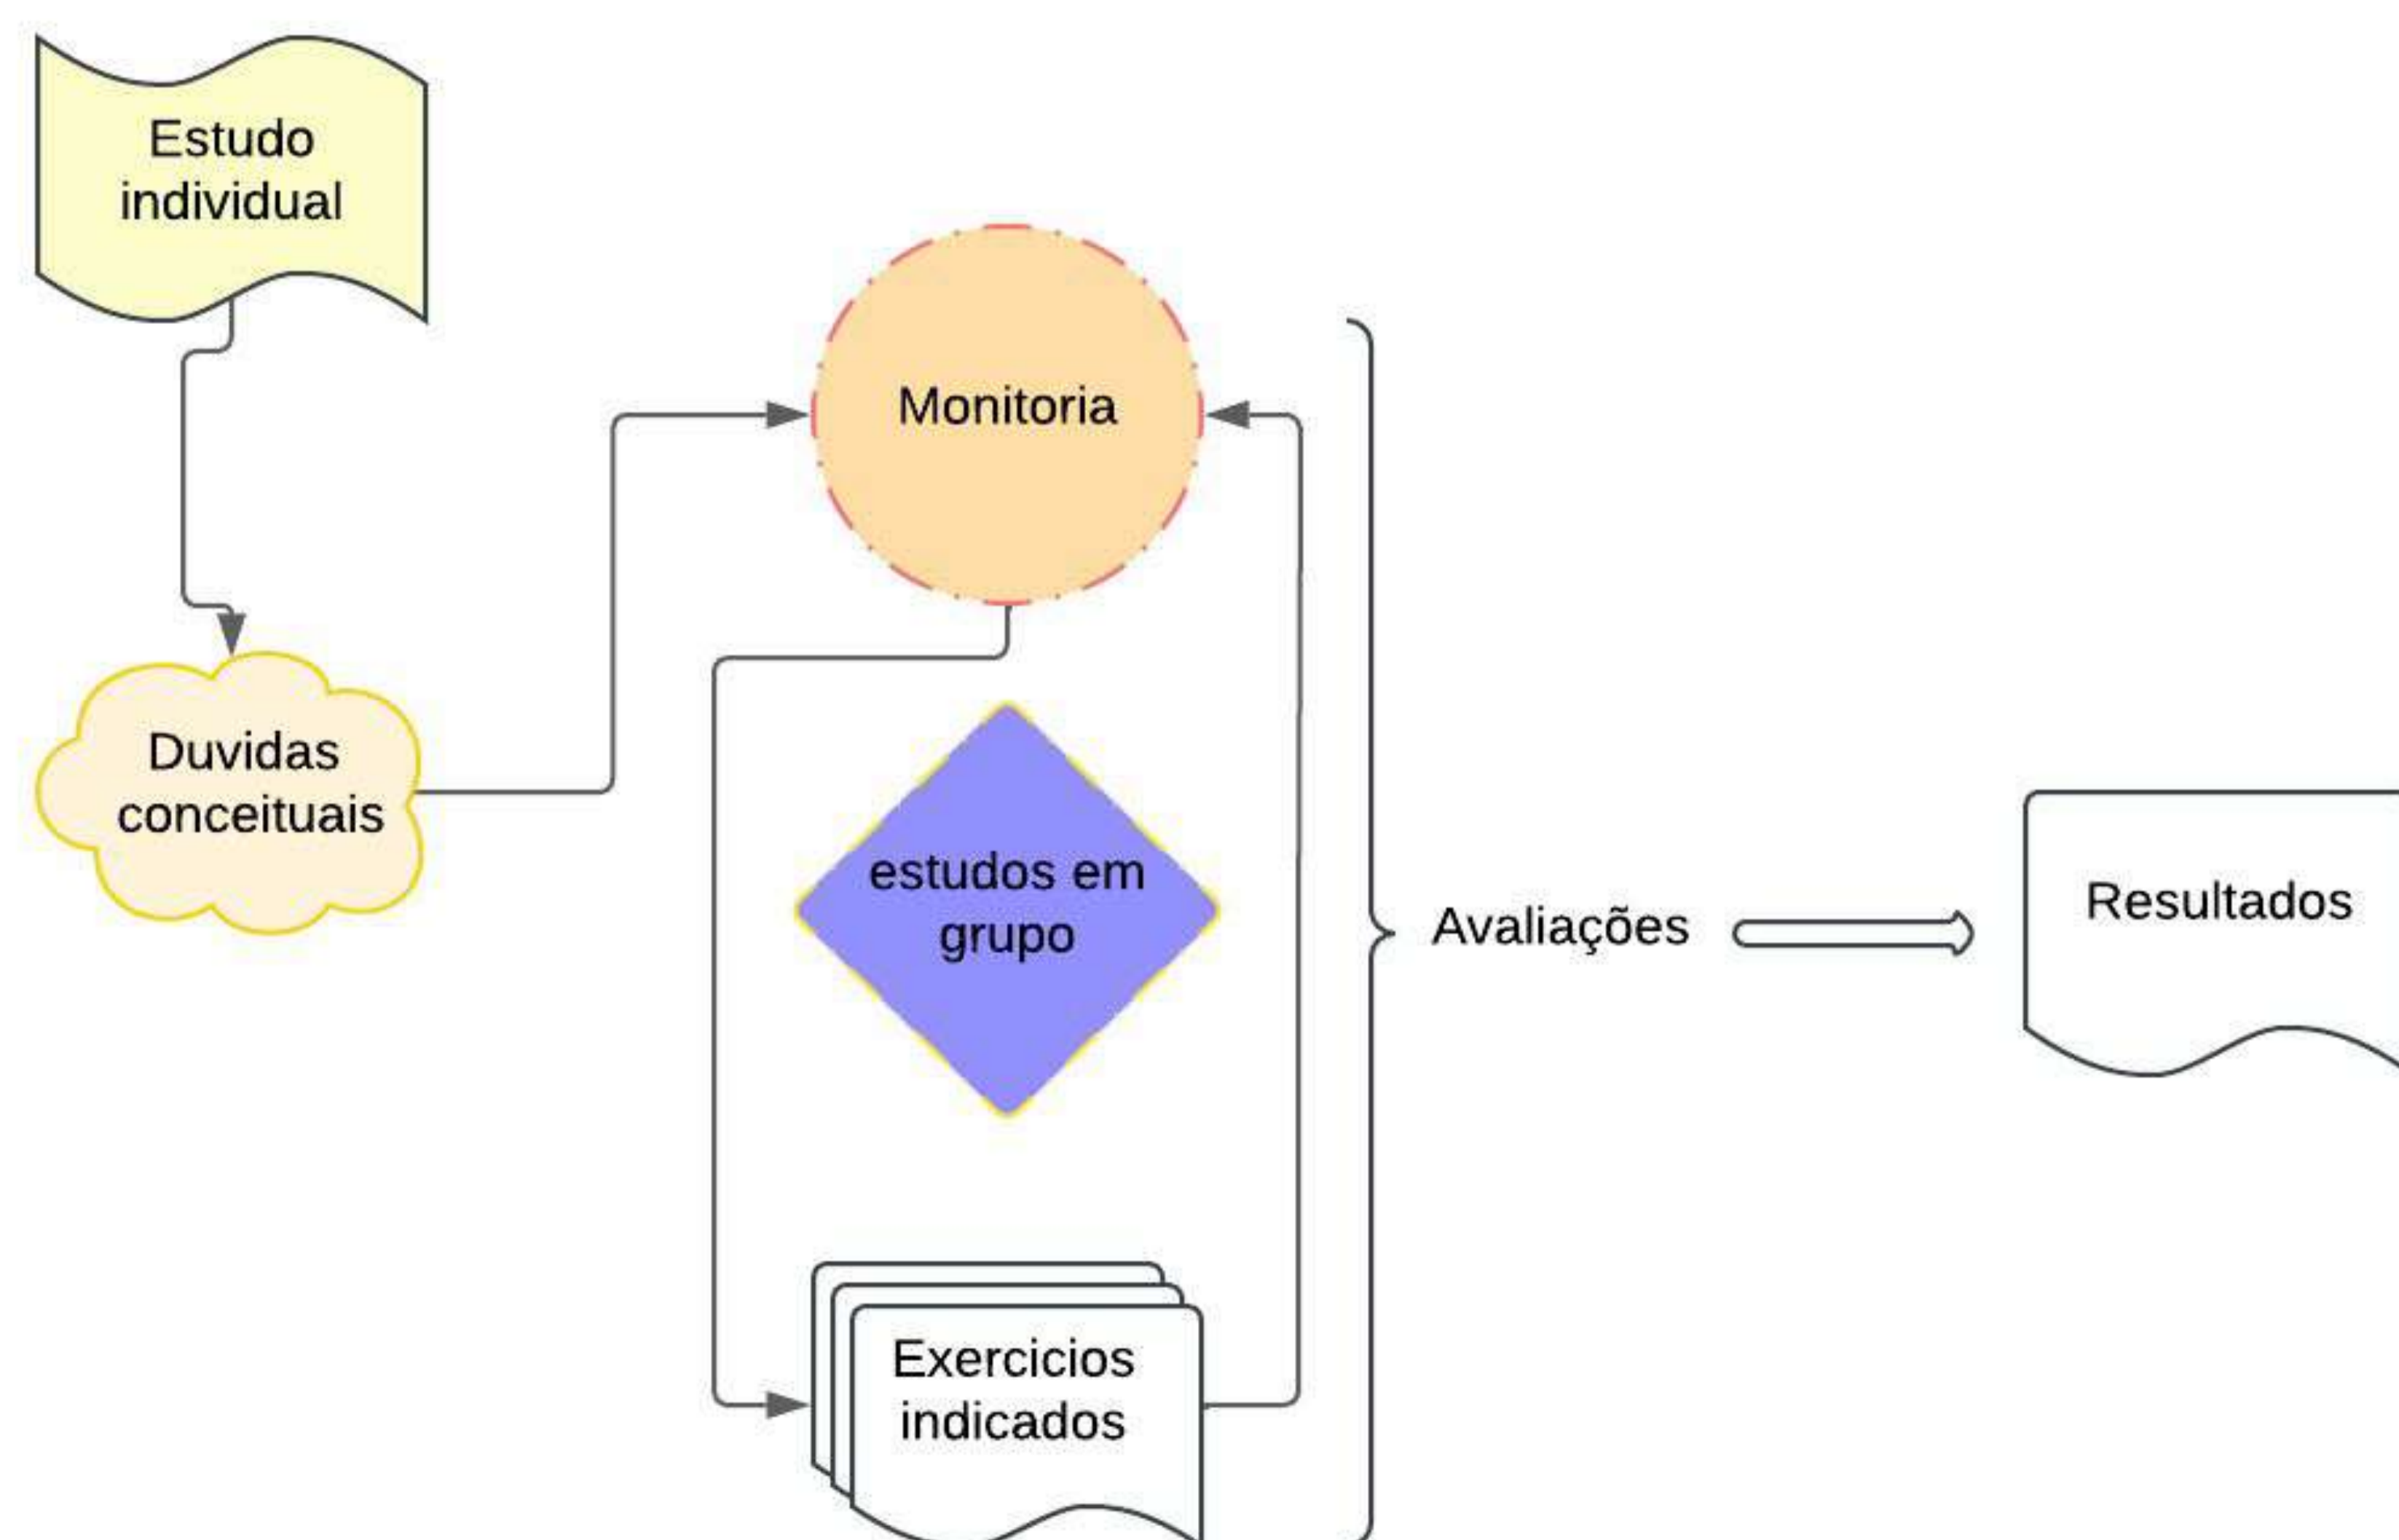 Estudo
individual
Duvidas
conceituais
Monitoria
estudos em
grupo
Exercicios
indicados
Avaliações
Resultados